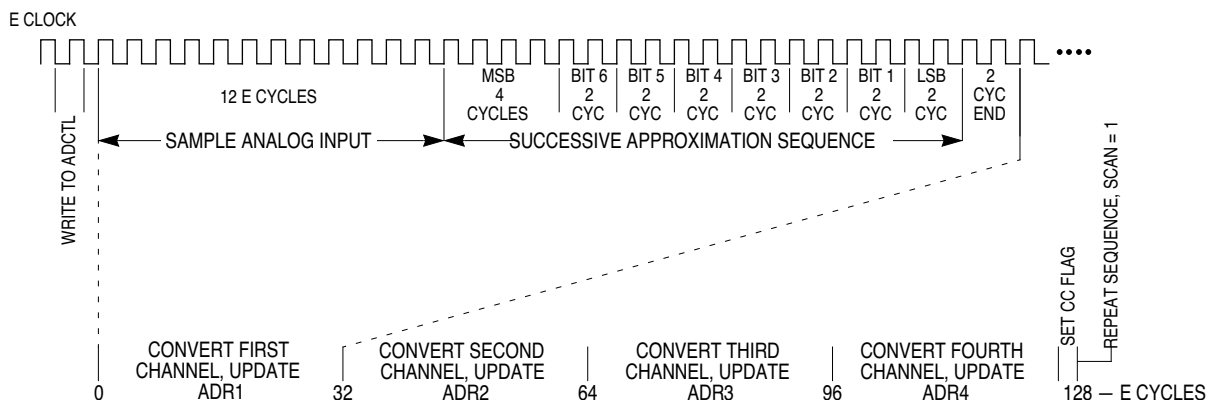 E CLOCK
MSB
4
CYCLES
BIT 6
2
CYC
BIT 5
2
CYC
BIT 4
2
CYC
BIT 3
2
CYC
BIT 2
2
CYC
BIT 1
2
CYC
LSB
2
CYC
2
CYC
END
12 E CYCLES
WRITE TO ADCTL
SAMPLE ANALOG INPUT
SUCCESSIVE APPROXIMATION SEQUENCE
SET CC FLAG
REPEAT SEQUENCE, SCAN = 1
CONVERT FIRST
CHANNEL, UPDATE
ADR1
CONVERT SECOND
CHANNEL, UPDATE
ADR2
CONVERT THIRD
CHANNEL, UPDATE
ADR3
CONVERT FOURTH
CHANNEL, UPDATE
ADR4
0
32
64
96
128 — E CYCLES